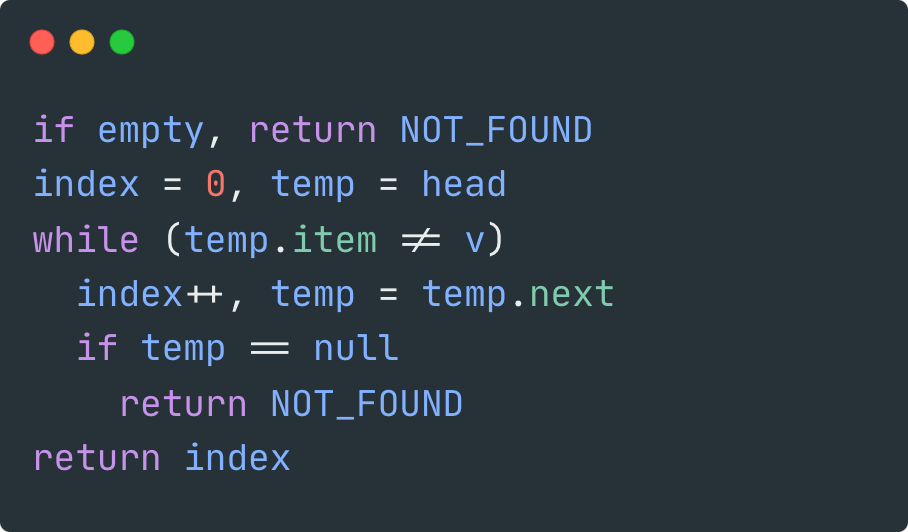 if empty, return NOT_FOUND
index = 0, temp = head
while (temp.item != v)
  index++, temp = temp.next
  if temp == null
    return NOT_FOUND
return index